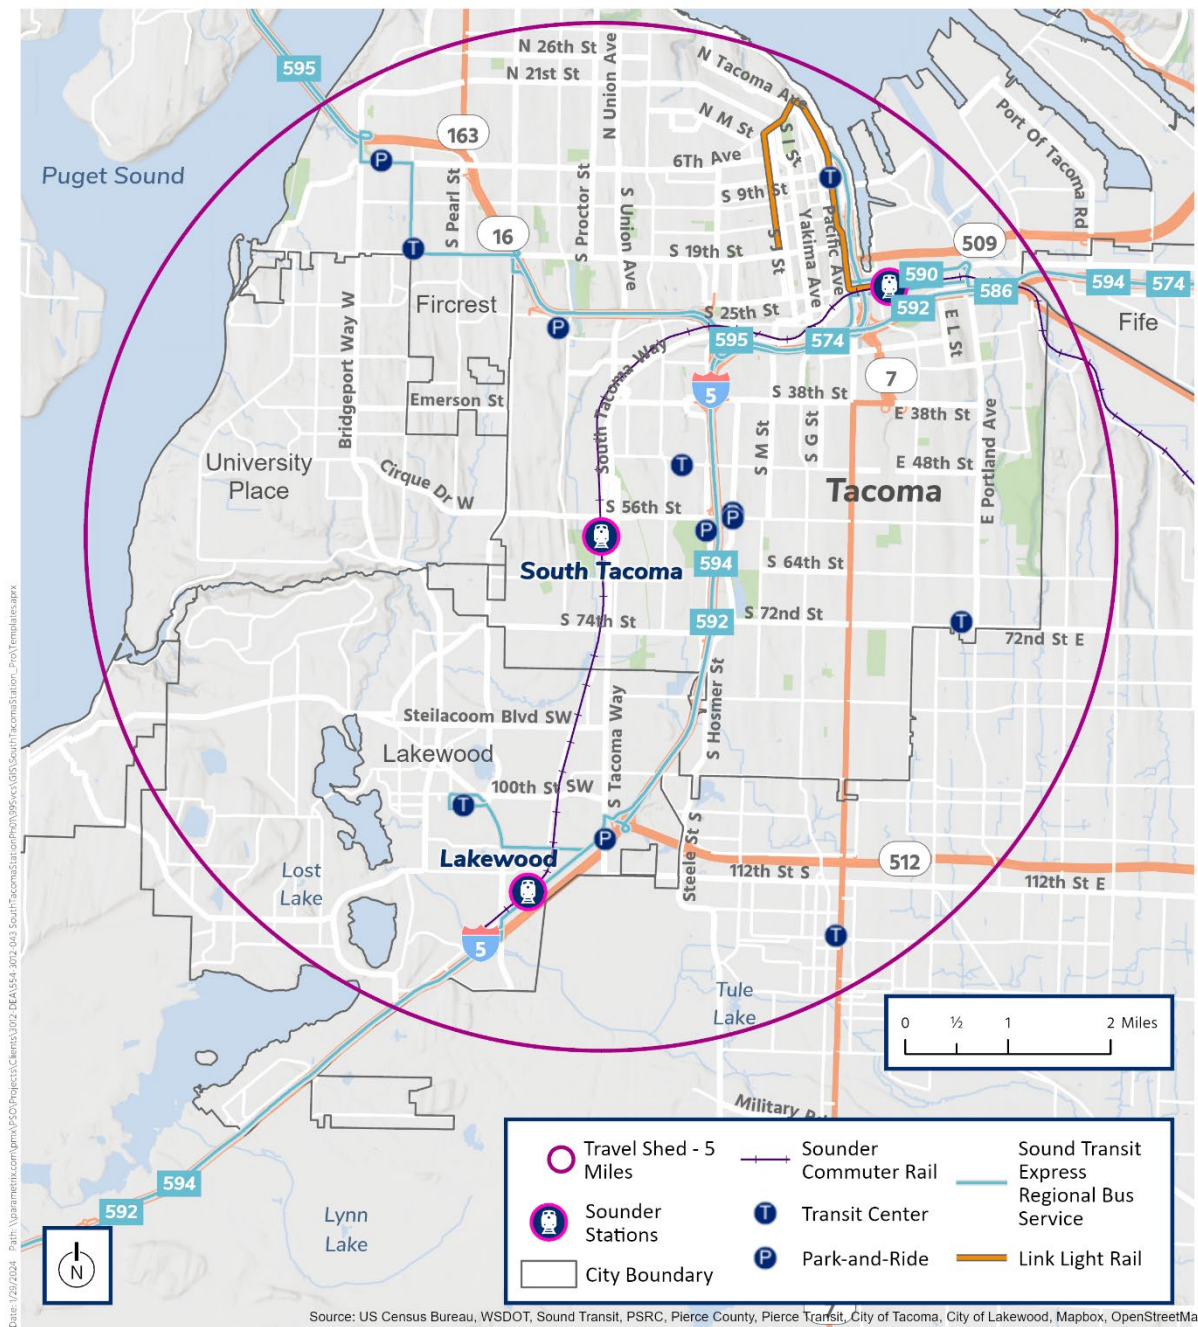 595
N 26th St
N 21st St
N Union Ave
N Tacoma Ave
Port Of Tacoma Rd
163
N M St
S I St
P
6Th Ave
Puget Sound
S Pearl St
S Proctor St
S Union Ave
S 9th St
T
Pacific Ave
Yakima Ave
S J St
16
509
T
S 19th St
590
594
574
586
592
Fircrest
Bridgeport Way W
S 25th St
E L St
Fife
P
595
574
South Tacoma Way
7
5
Emerson St
S 38th St
E 38th St
S M St
S G St
E Portland Ave
University
Place
Cirque Dr W
T
E 48th St
Tacoma
S 56th St
P
P
South Tacoma
594
S 64th St
S 74th St
592
S 72nd St
T
72nd St E
S Hosmer St
S Tacoma Way
Steilacoom Blvd SW
Lakewood
100th St SW
T
Steele St S
P
Lakewood
512
112th St S
112th St E
Lost
Lake
5
T
Tule
Lake
0 ½ 1 2 Miles
Military
594
592
Lynn
Lake
N
Travel Shed - 5
Miles
Sounder
Stations
City Boundary
Sounder
Commuter Rail
T Transit Center
P Park-and-Ride
Sound Transit
Express
Regional Bus
Service
Link Light Rail
7
Source: US Census Bureau, WSDOT, Sound Transit, PSRC, Pierce County, Pierce Transit, City of Tacoma, City of Lakewood, Mapbox, OpenStreetMa
Date: 1/29/2024